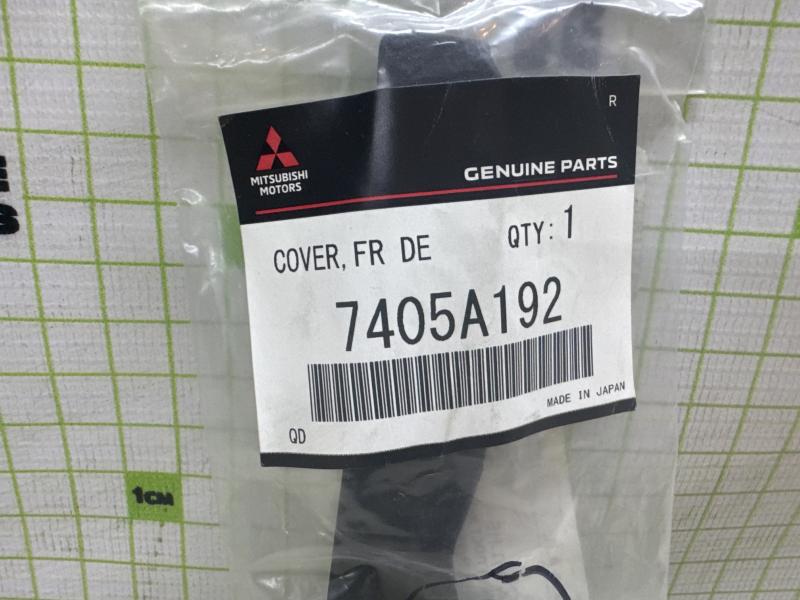 R
MITSUBISHI
MOTORS
GENUINE PARTS
COVER, FR DE
QTY: 1
7405A192
MADE IN JAPAN
QD
1CM